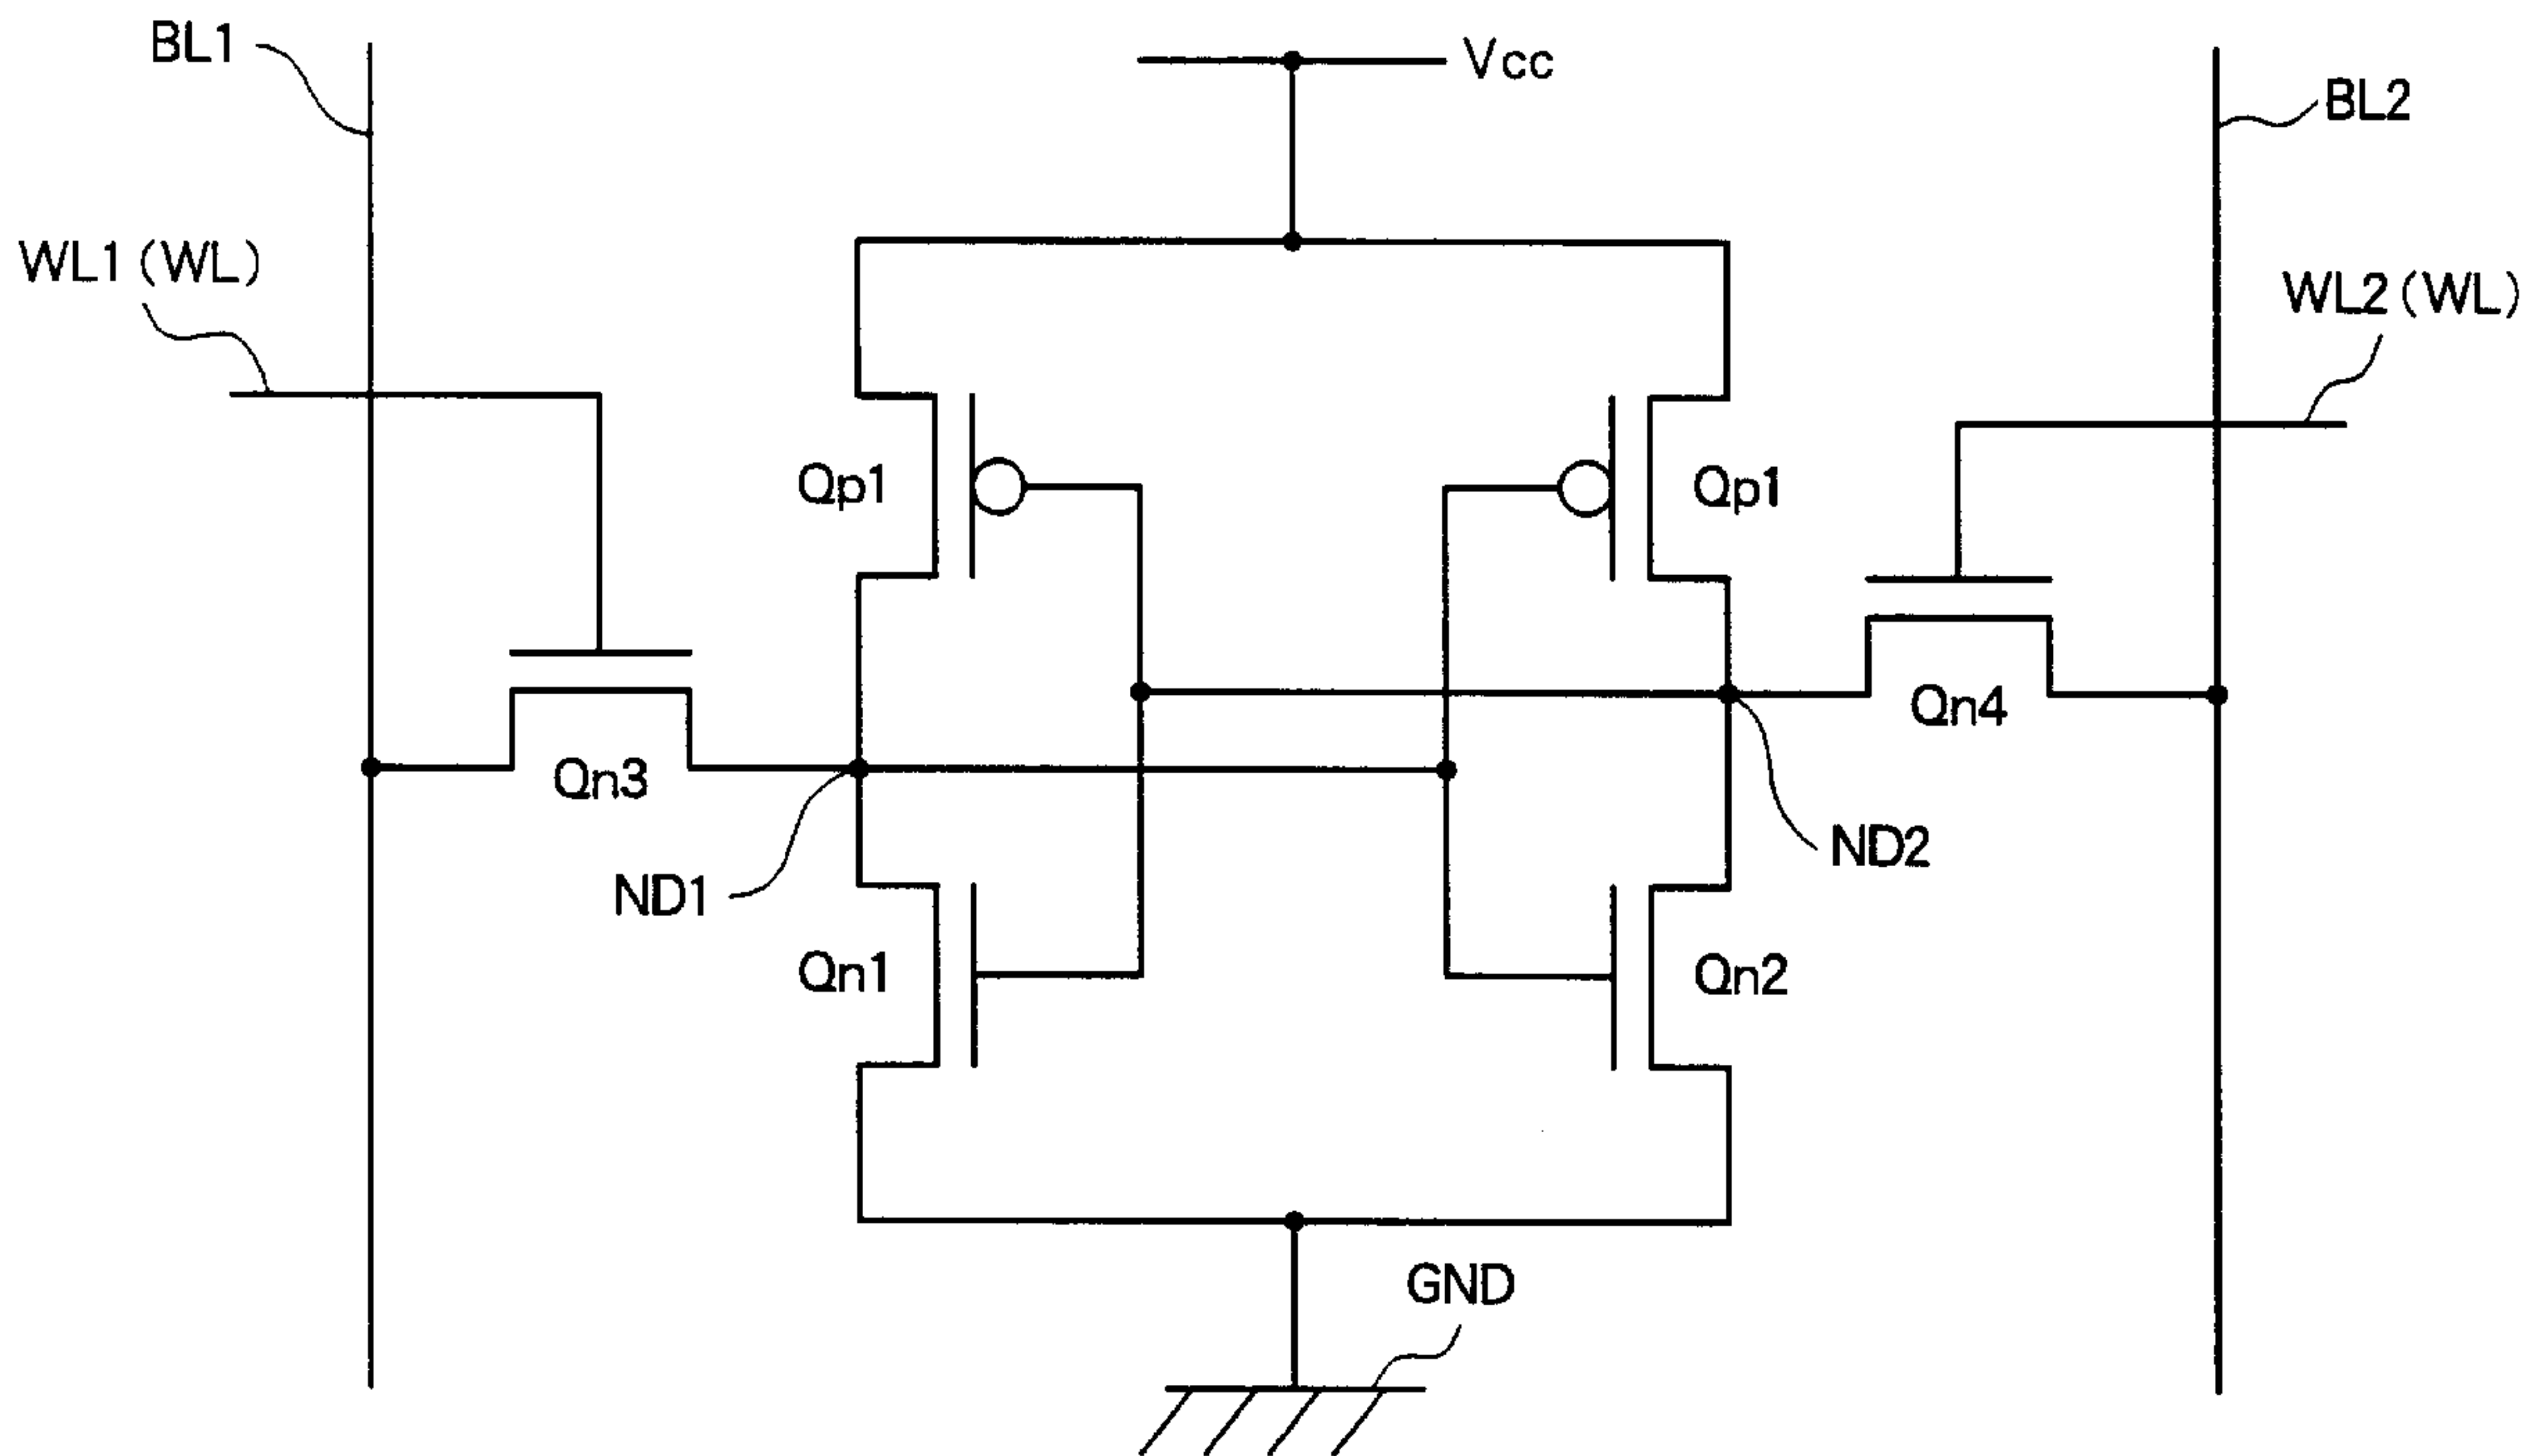 BL1
Vcc
BL2
WL1(WL)
WL2(WL)
Qp1
Qp1
Qn4
Qn3
ND2
ND1
Qn1
Qn2
GND